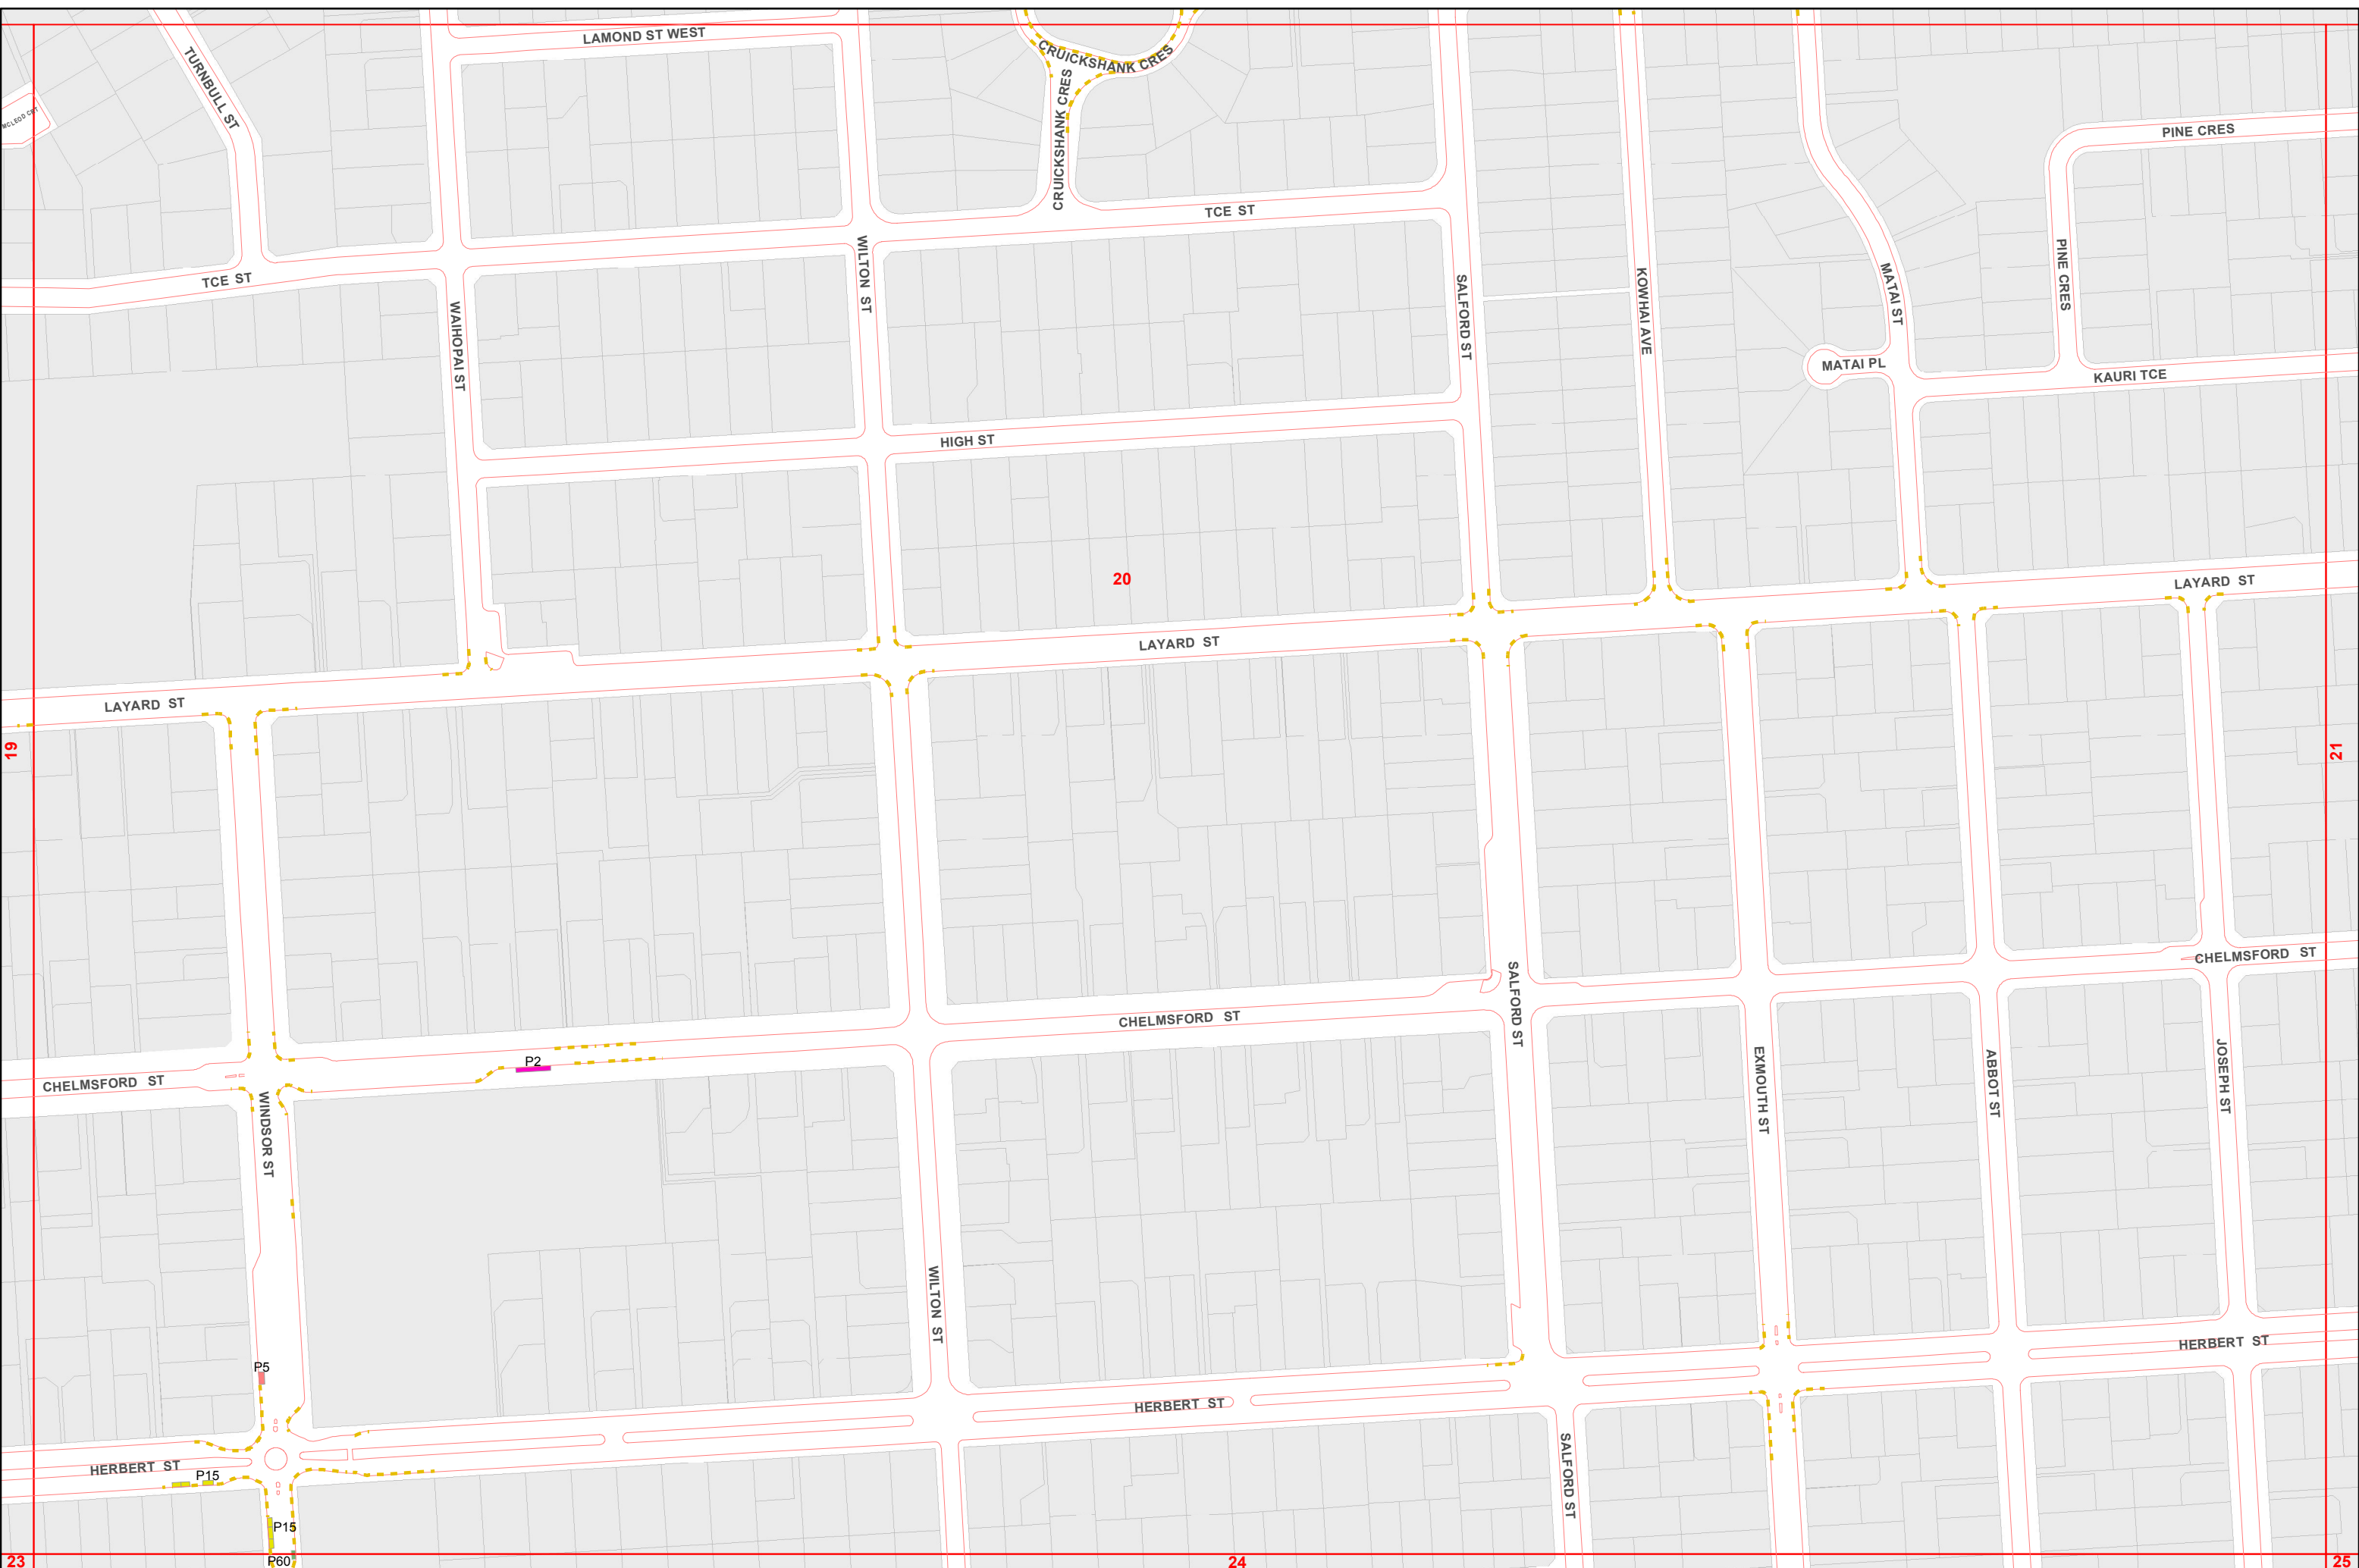 LAMOND ST WEST
TURNBULL ST
MCLEOD CRT
CRUICKSHANK CRES
CRUICKSHANK CRES
PINE CRES
TCE ST
TCE ST
WILTON ST
WAIHOPAI ST
SALFORD ST
KOWHAI AVE
MATAI ST
PINE CRES
MATAI PL
KAURI TCE
HIGH ST
20
LAYARD ST
LAYARD ST
LAYARD ST
19
21
CHELMSFORD ST
SALFORD ST
CHELMSFORD ST
P2
CHELMSFORD ST
WINDSOR ST
EXMOUTH ST
ABBOT ST
JOSEPH ST
WILTON ST
HERBERT ST
P5
HERBERT ST
HERBERT ST
P15
SALFORD ST
P15
P60
23
24
25